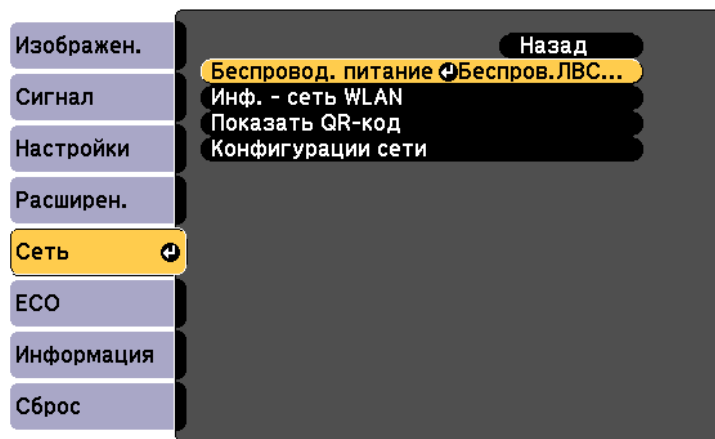 Изображен.
Сигнал
Настройки
Расширен.
Сеть
ECO
Информация
Сброс
Назад
Беспровод. питание Беспров.ЛВС...
Инф. - сеть WLAN
Показать QR-код
Конфигурации сети